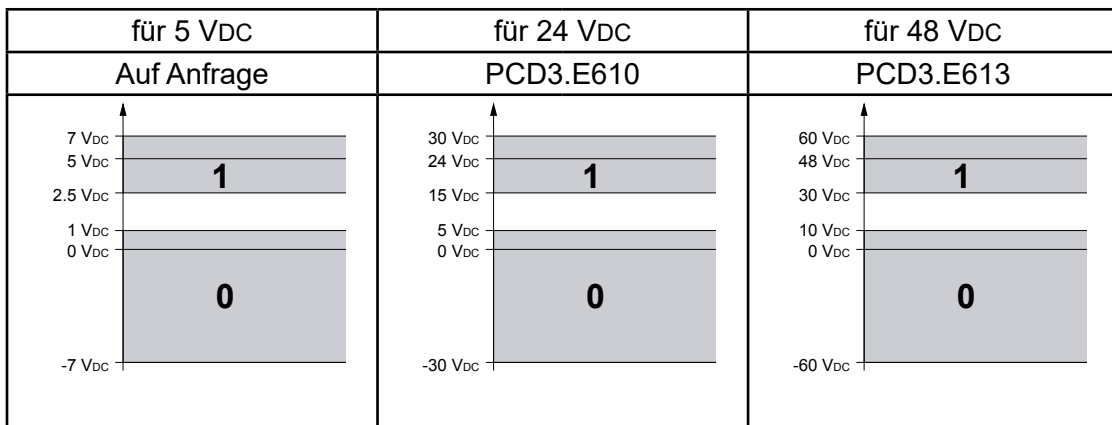 für 5 VDC
für 24 VDC
für 48 VDC
Auf Anfrage
PCD3.E610
PCD3.E613
7 VDC
5 VDC
1
2.5 VDC
1 VDC
0 VDC
0
-7 VDC
30 VDC
24 VDC
1
15 VDC
5 VDC
0 VDC
0
-30 VDC
60 VDC
48 VDC
1
30 VDC
10 VDC
0 VDC
0
-60 VDC